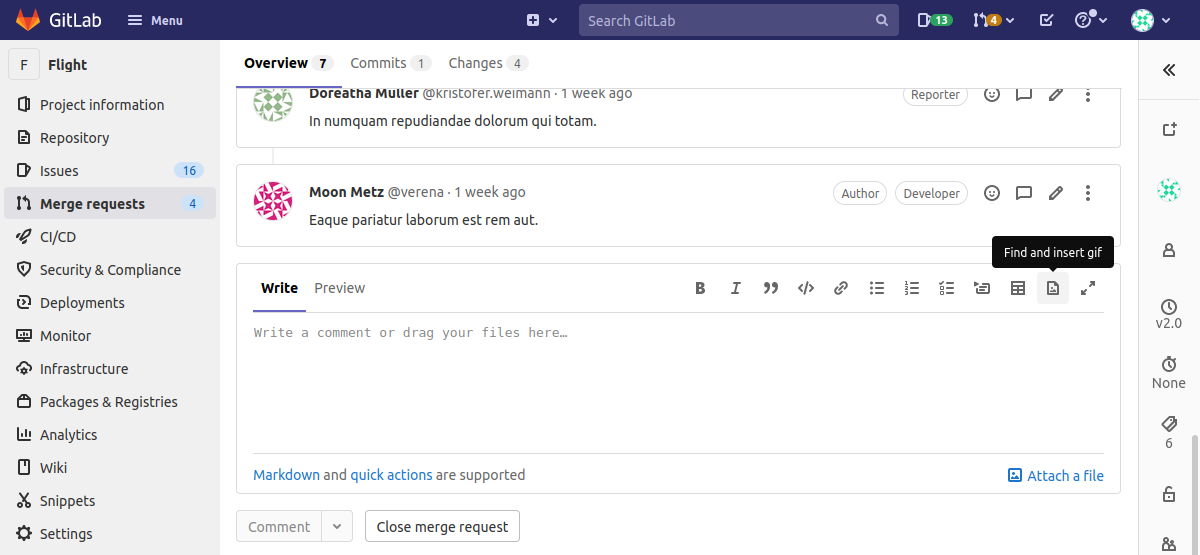 GitLab
Menu
Search GitLab
13
4
F
Flight
Project information
Repository
Issues
16
Merge requests
4
CI/CD
Security & Compliance
Deployments
Monitor
Infrastructure
Packages & Registries
Analytics
Wiki
Snippets
Settings
Overview 7
Commits 1
Changes 4
Doreatha Muller @kristofer.weimann · 1 week ago
Reporter
In numquam repudiandae dolorum qui totam.
Moon Metz @verena · 1 week ago
Author
Developer
Eaque pariatur laborum est rem aut.
Find and insert gif
Write
Preview
Write a comment or drag your files here…
Markdown and quick actions are supported
Attach a file
Comment
Close merge request
v2.0
None
6